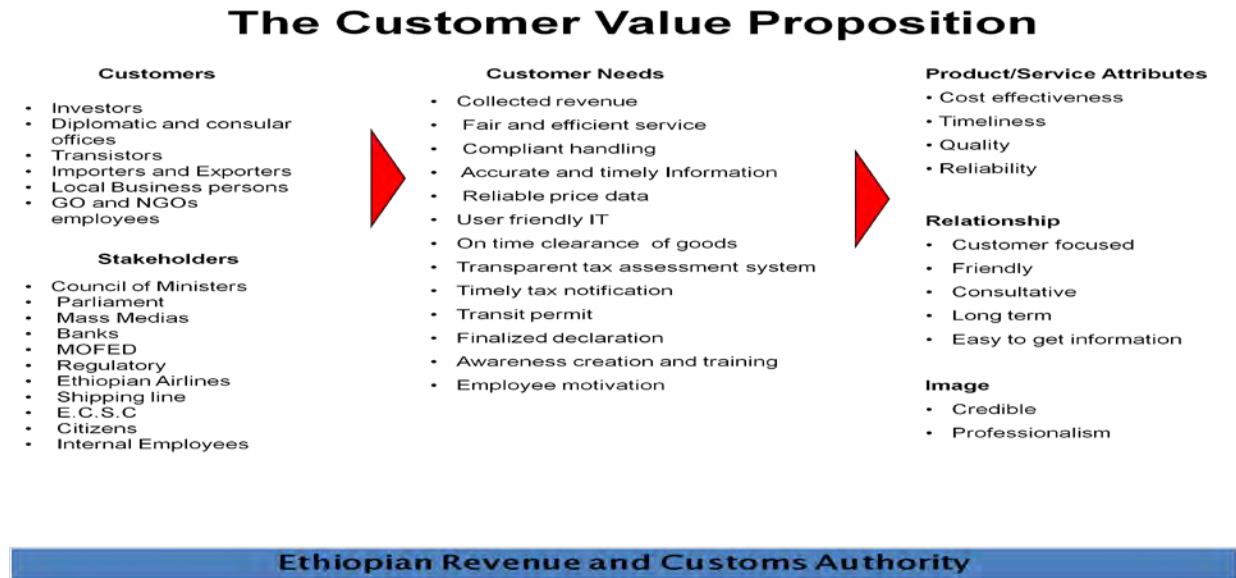 The Customer Value Proposition
Customers
• Investors
• Diplomatic and consular
offices
• Transistors
• Importers and Exporters
• Local Business persons
• GO and NGOs
employees
Stakeholders
• Council of Ministers
• Parliament
• Mass Medias
• Banks
• MOFED
• Regulatory
• Ethiopian Airlines
• Shipping line
• E.C.S.C
• Citizens
• Internal Employees
Customer Needs
• Collected revenue
• Fair and efficient service
• Compliant handling
• Accurate and timely Information
• Reliable price data
• User friendly IT
• On time clearance of goods
• Transparent tax assessment system
• Timely tax notification
• Transit permit
• Finalized declaration
• Awareness creation and training
• Employee motivation
Product/Service Attributes
• Cost effectiveness
• Timeliness
• Quality
• Reliability
Relationship
• Customer focused
• Friendly
• Consultative
• Long term
• Easy to get information
Image
• Credible
• Professionalism
Ethiopian Revenue and Customs Authority